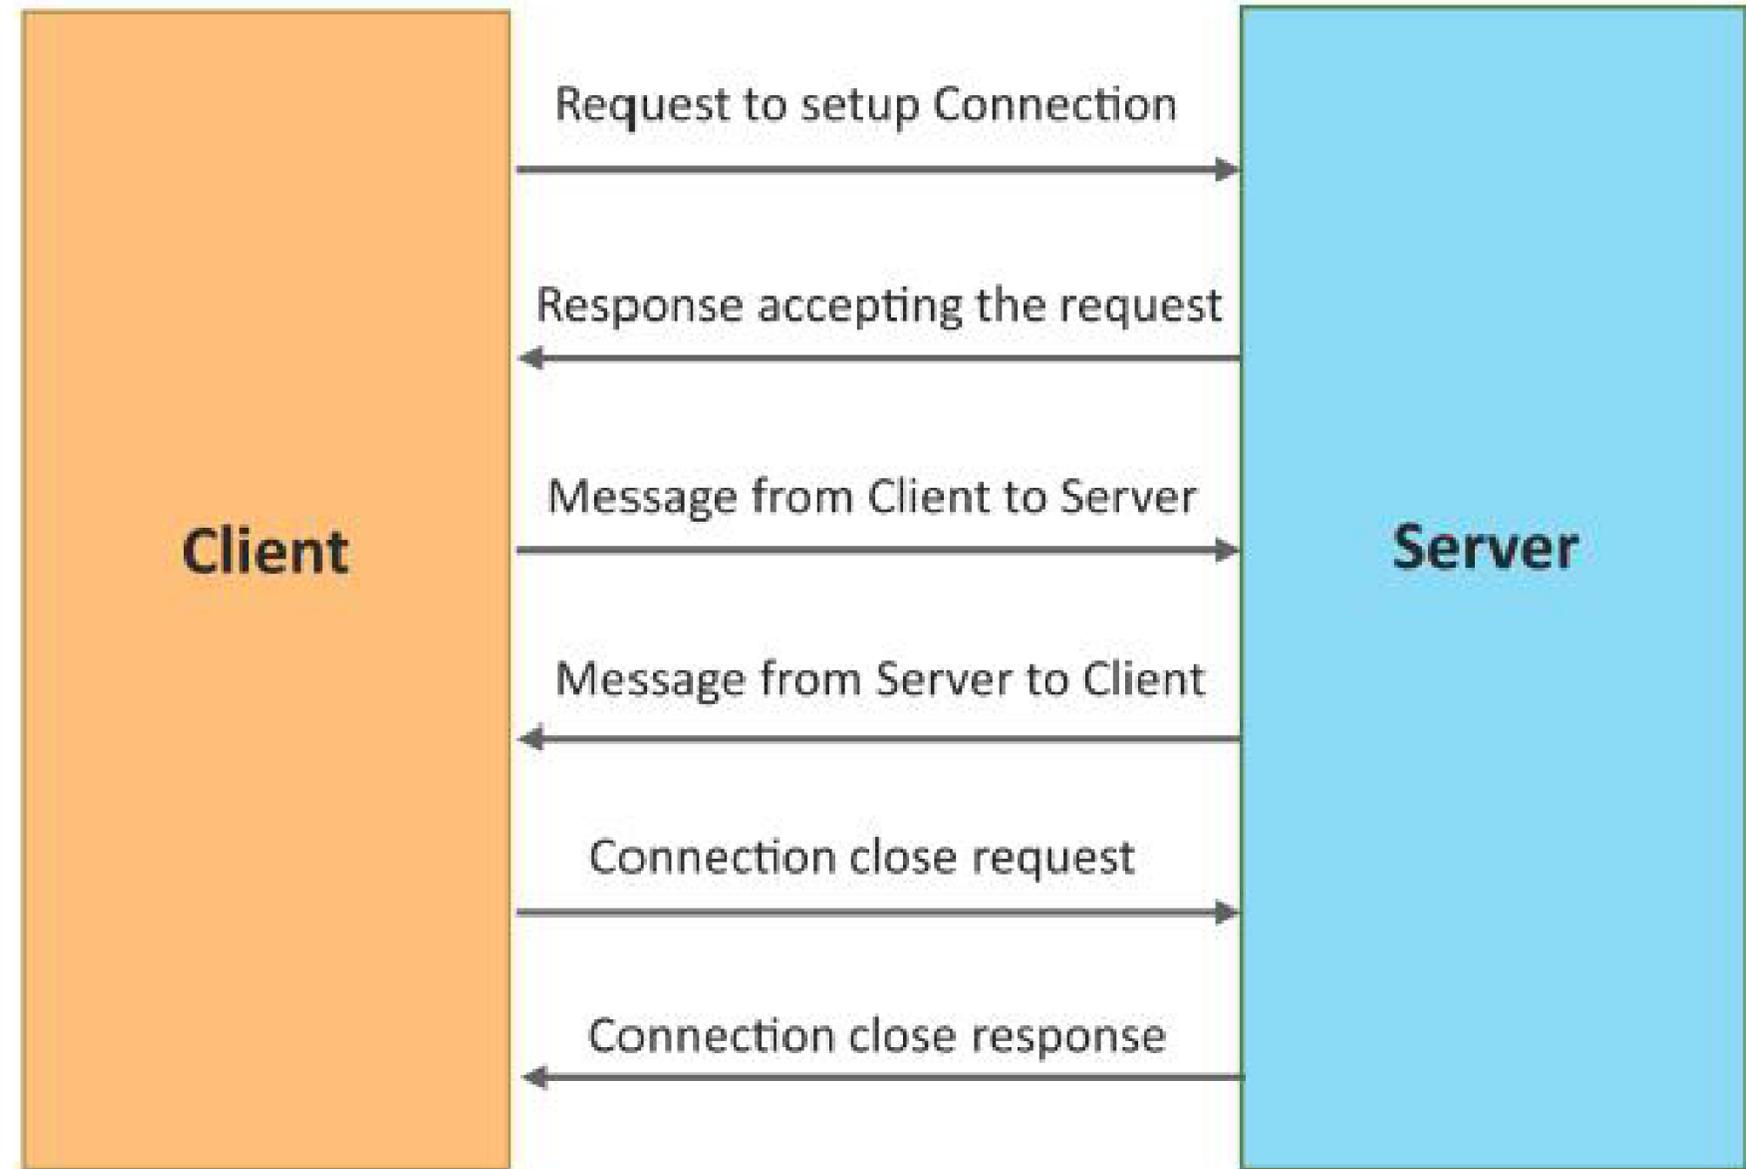 Request to setup Connection
Response accepting the request
Message from Client to Server
Client
Server
Message from Server to Client
Connection close request
Connection close response